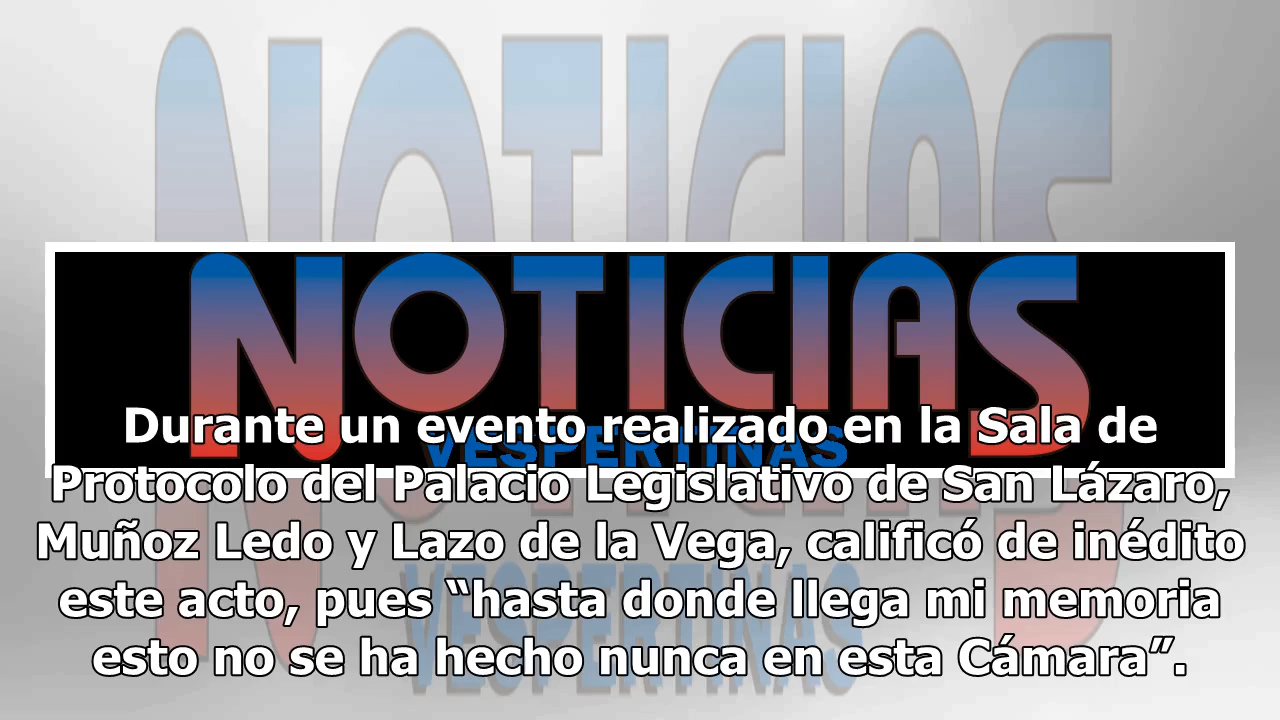 NOTICIAS
VESPERTINAS
NOTICIAS
VESPERTINAS
Durante un evento realizado en la Sala de
Protocolo del Palacio Legislativo de San Lázaro,
Muñoz Ledo y Lazo de la Vega, calificó de inédito
este acto, pues “hasta donde llega mi memoria
esto no se ha hecho nunca en esta Cámara”.